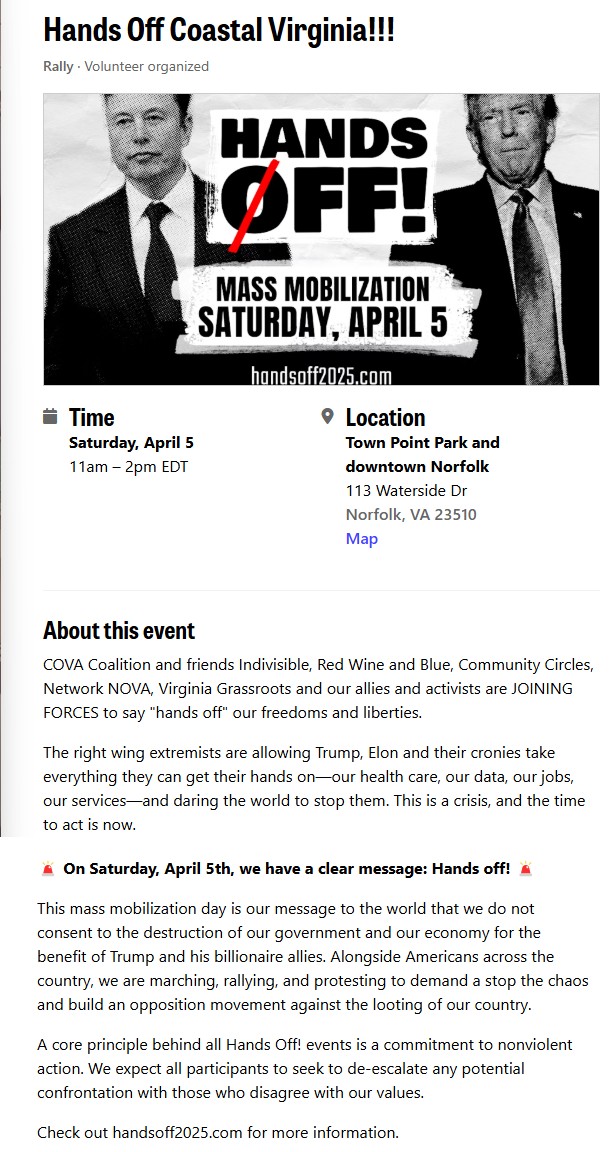 Hands Off Coastal Virginia!!!
Rally · Volunteer organized
HANDS
OFF!
MASS MOBILIZATION
SATURDAY, APRIL 5
handsoff2025.com
Time
Saturday, April 5
11am – 2pm EDT
Location
Town Point Park and
downtown Norfolk
113 Waterside Dr
Norfolk, VA 23510
Map
About this event
COVA Coalition and friends Indivisible, Red Wine and Blue, Community Circles,
Network NOVA, Virginia Grassroots and our allies and activists are JOINING
FORCES to say "hands off" our freedoms and liberties.
The right wing extremists are allowing Trump, Elon and their cronies take
everything they can get their hands on—our health care, our data, our jobs,
our services—and daring the world to stop them. This is a crisis, and the time
to act is now.
🚨 On Saturday, April 5th, we have a clear message: Hands off! 🚨
This mass mobilization day is our message to the world that we do not
consent to the destruction of our government and our economy for the
benefit of Trump and his billionaire allies. Alongside Americans across the
country, we are marching, rallying, and protesting to demand a stop the chaos
and build an opposition movement against the looting of our country.
A core principle behind all Hands Off! events is a commitment to nonviolent
action. We expect all participants to seek to de-escalate any potential
confrontation with those who disagree with our values.
Check out handsoff2025.com for more information.